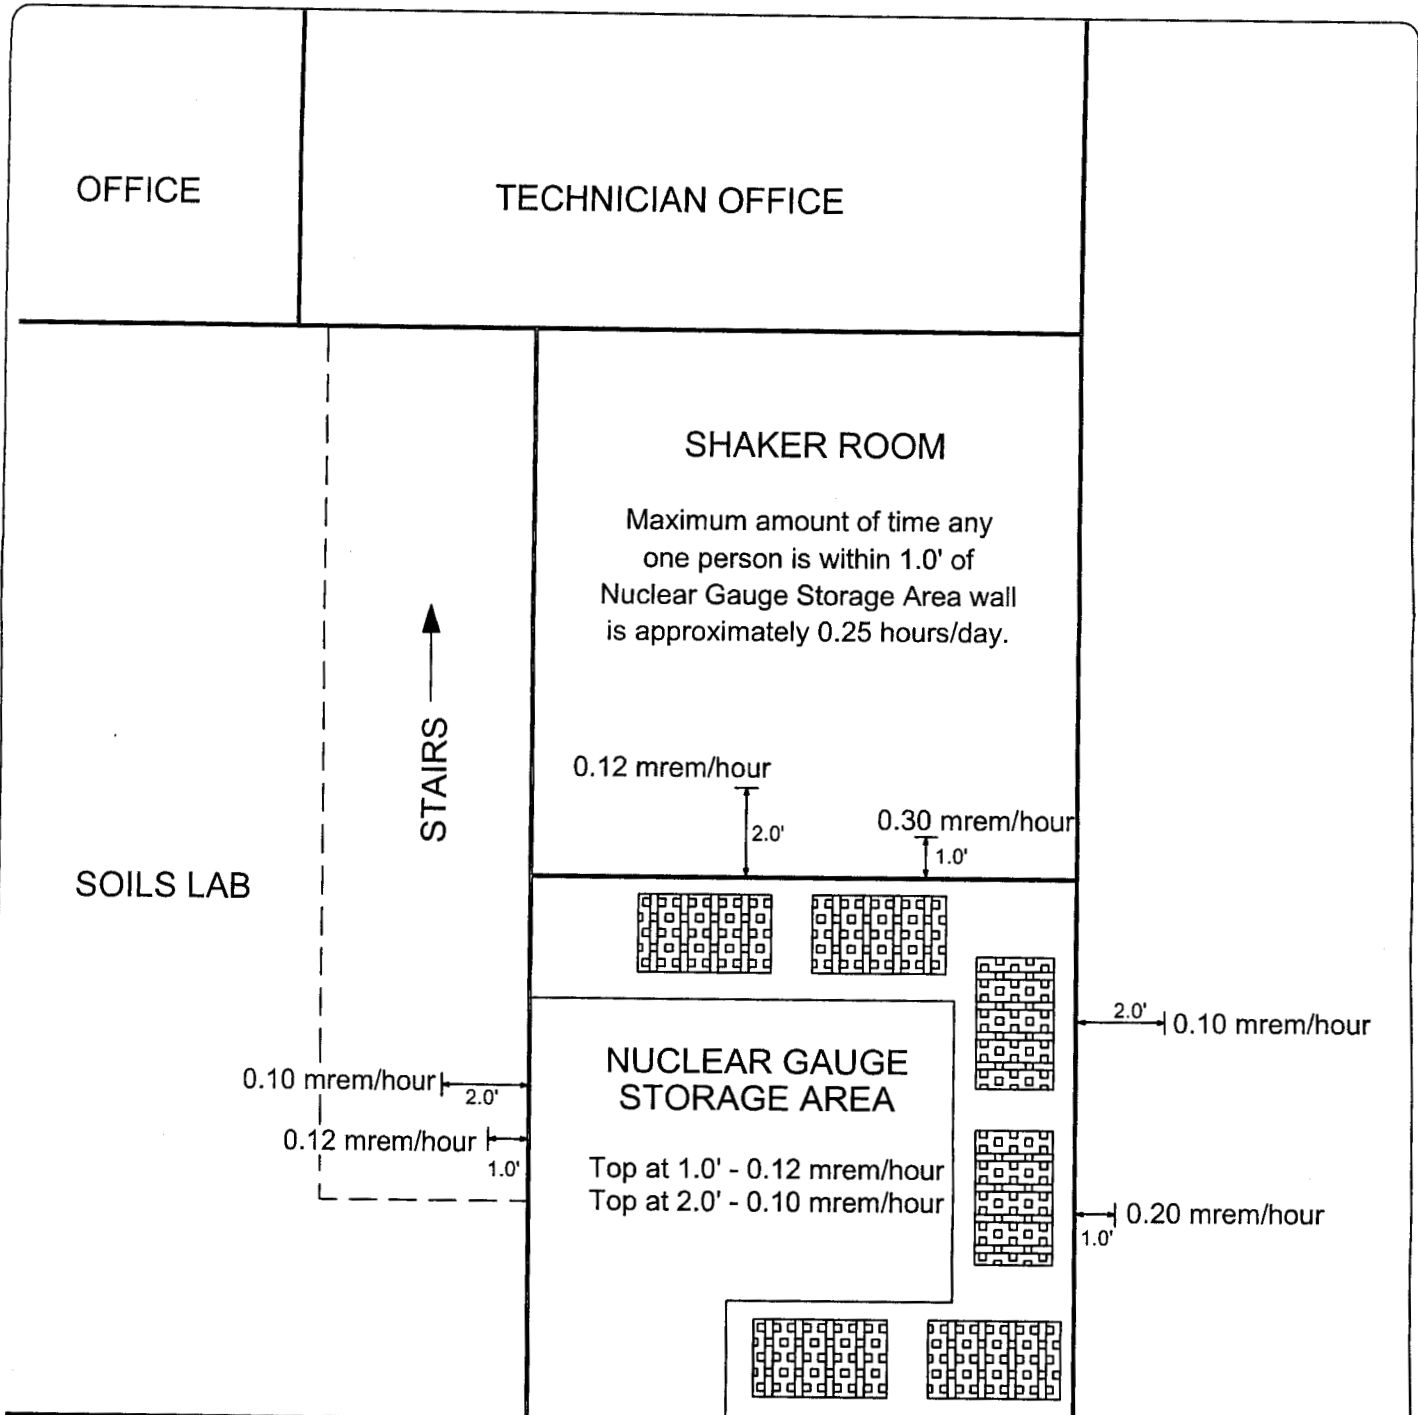 OFFICE
TECHNICIAN OFFICE
SHAKER ROOM
Maximum amount of time any
one person is within 1.0' of
Nuclear Gauge Storage Area wall
is approximately 0.25 hours/day.
STAIRS
0.12 mrem/hour
2.0'
0.30 mrem/hour
1.0'
SOILS LAB
2.0'
0.10 mrem/hour
NUCLEAR GAUGE
STORAGE AREA
0.10 mrem/hour
2.0'
0.12 mrem/hour
1.0'
Top at 1.0' - 0.12 mrem/hour
Top at 2.0' - 0.10 mrem/hour
0.20 mrem/hour
1.0'